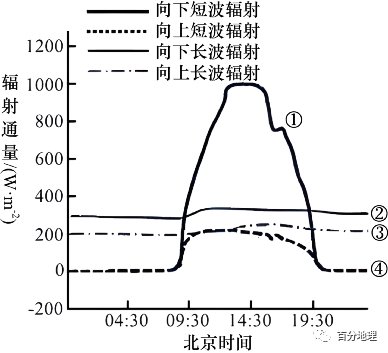 向下短波辐射
向上短波辐射
向下长波辐射
向上长波辐射
辐射通量/(W·m⁻²)
1200
1000
800
600
400
200
0
-200
①
②
③
④
04:30 09:30 14:30 19:30
北京时间
百分地理